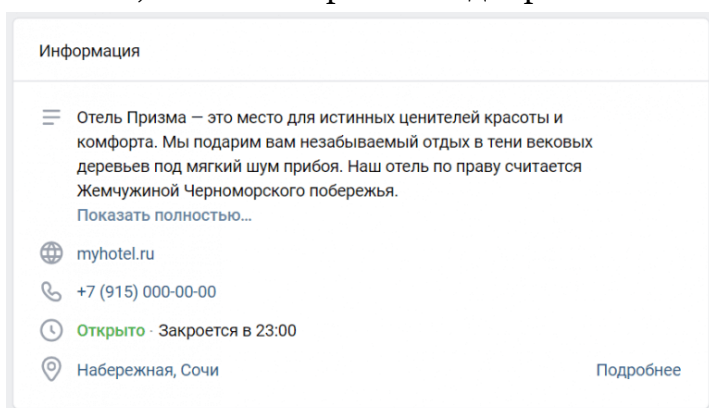 Информация
Отель Призма — это место для истинных ценителей красоты и
комфорта. Мы подарим вам незабываемый отдых в тени вековых
деревьев под мягкий шум прибоя. Наш отель по праву считается
Жемчужиной Черноморского побережья.
Показать полностью...
myhotel.ru
+7 (915) 000-00-00
Открыто · Закроется в 23:00
Набережная, Сочи Подробнее